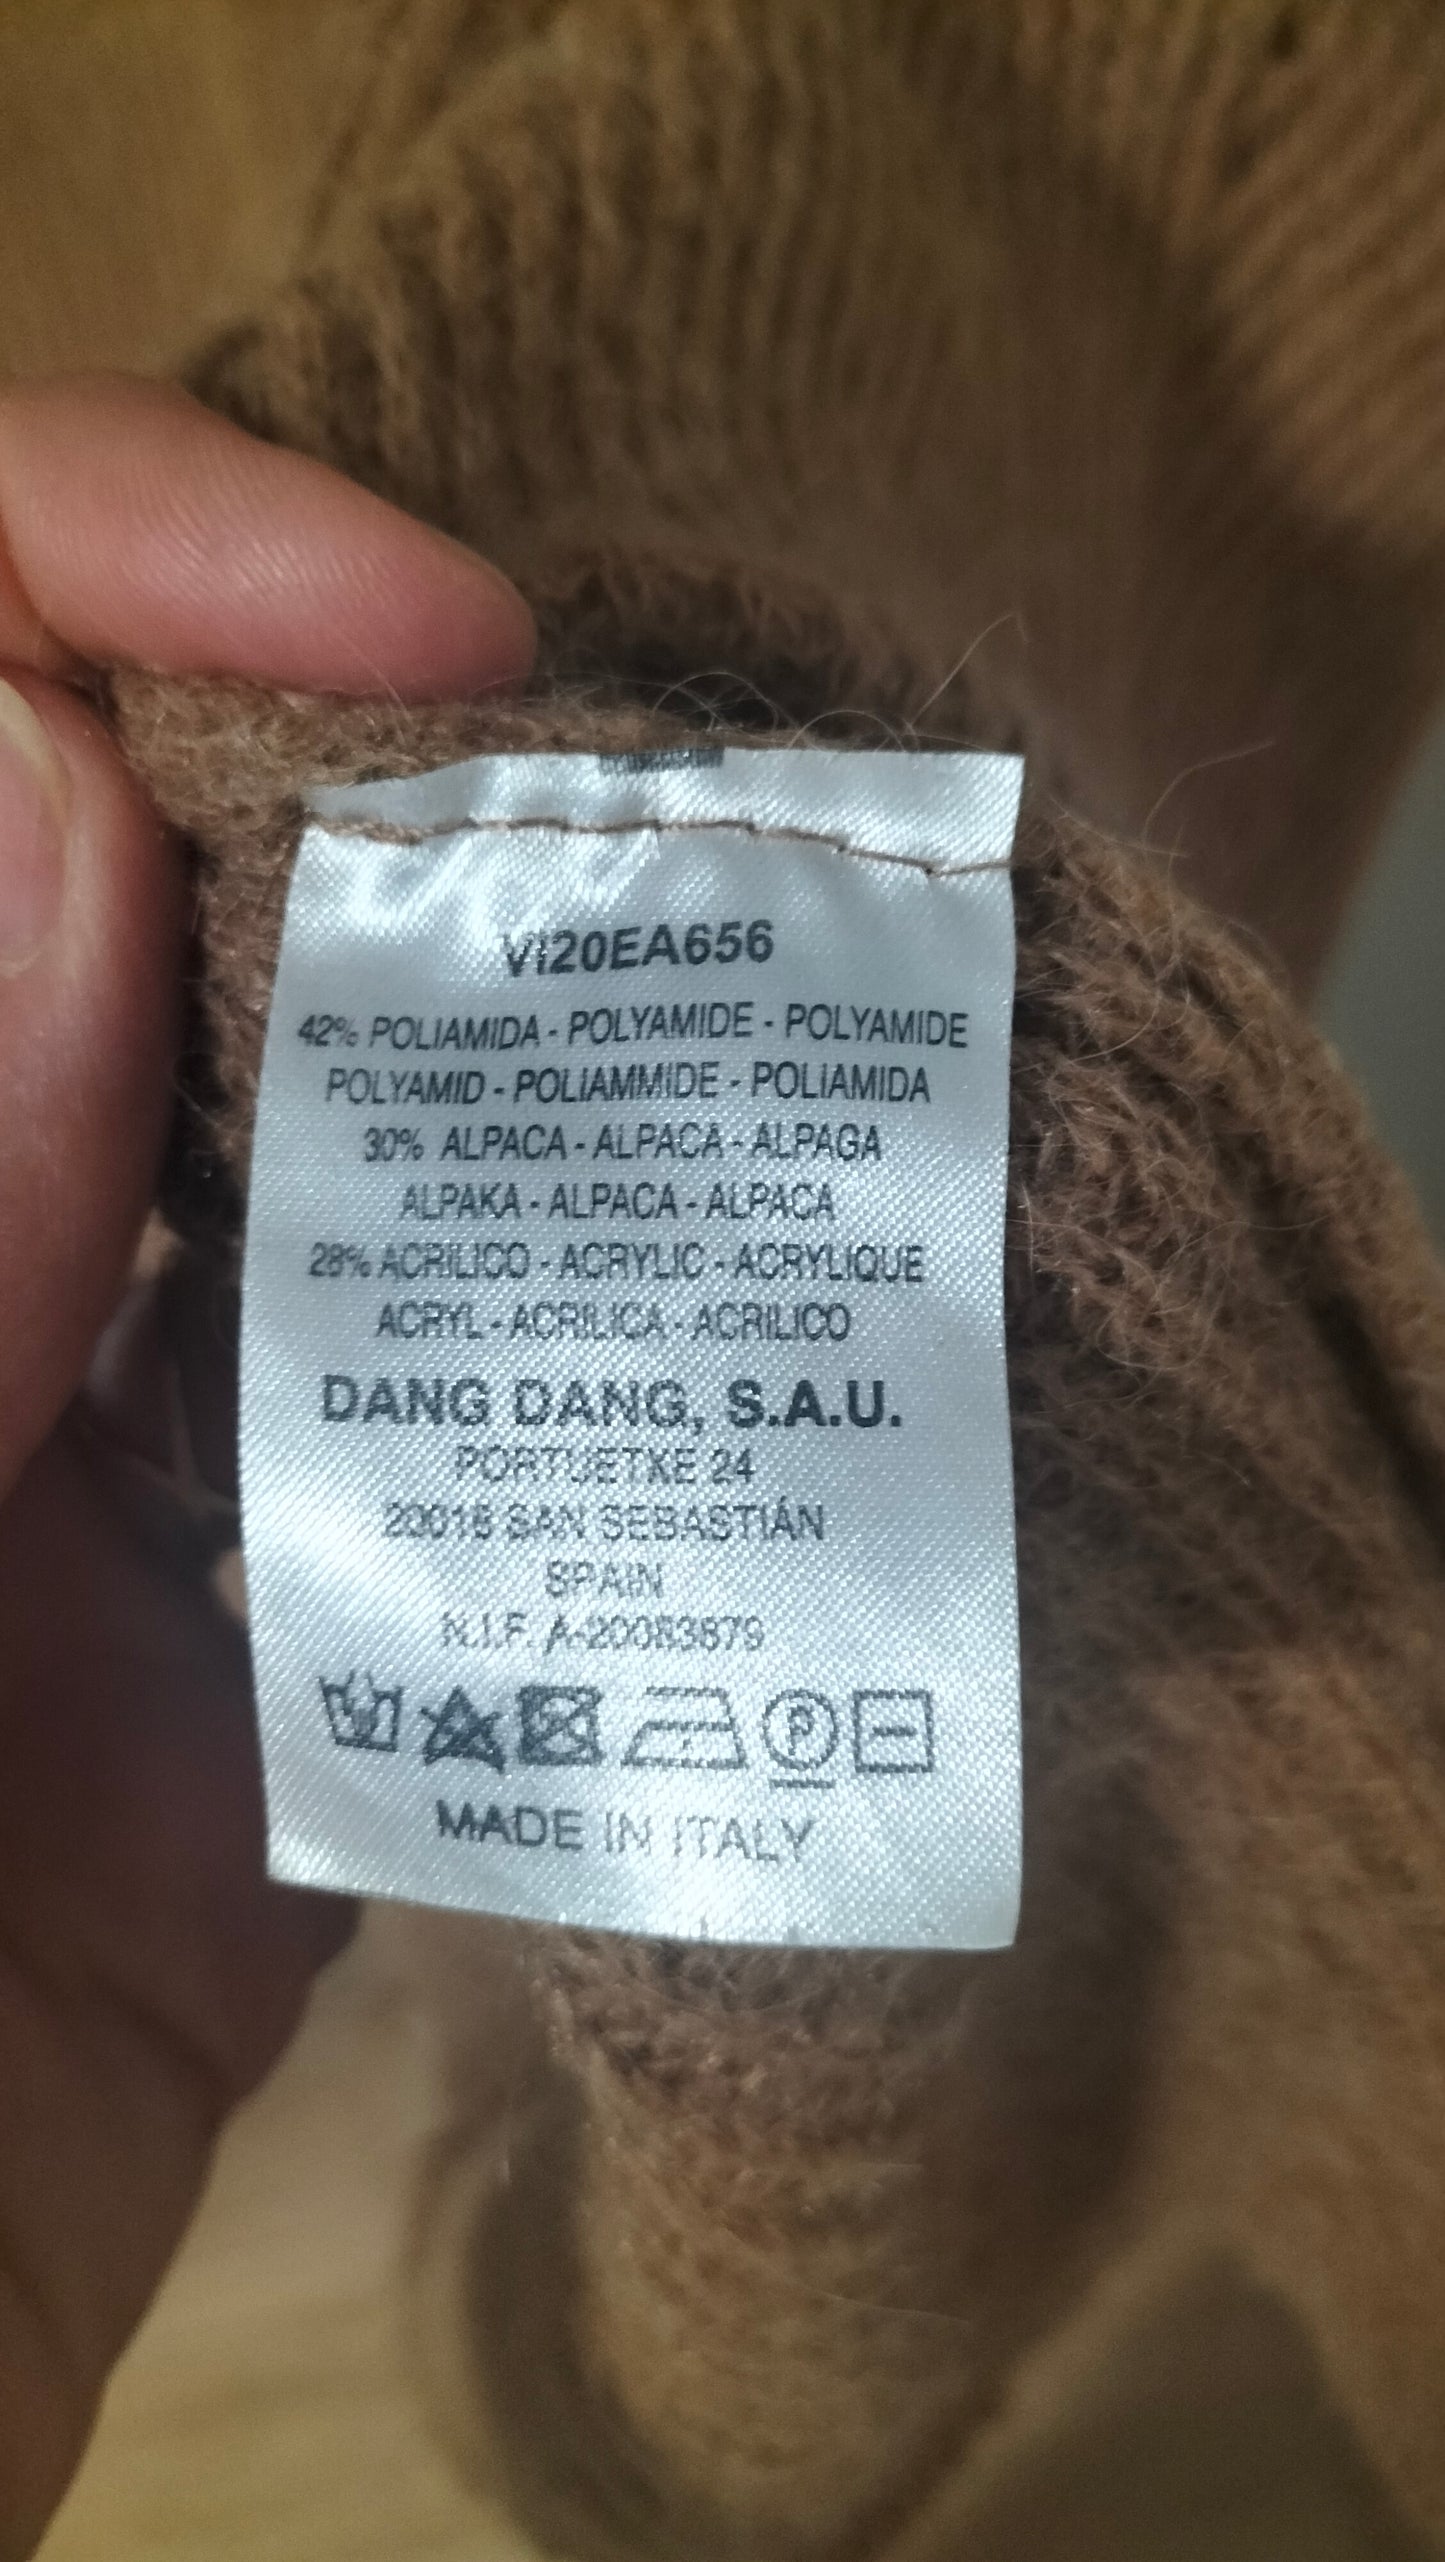 VI20EA656
42% POLIAMIDA - POLYAMIDE - POLYAMIDE
POLYAMID - POLIAMMIDE - POLIAMIDA
30% ALPACA - ALPACA - ALPAGA
ALPAKA - ALPACA - ALPACA
28% ACRILICO - ACRYLIC - ACRYLIQUE
ACRYL - ACRILICA - ACRILICO
DANG DANG, S.A.U.
PORTUETXE 24
20018 SAN SEBASTIÁN
SPAIN
N.I.F. A-20083879
P
MADE IN ITALY